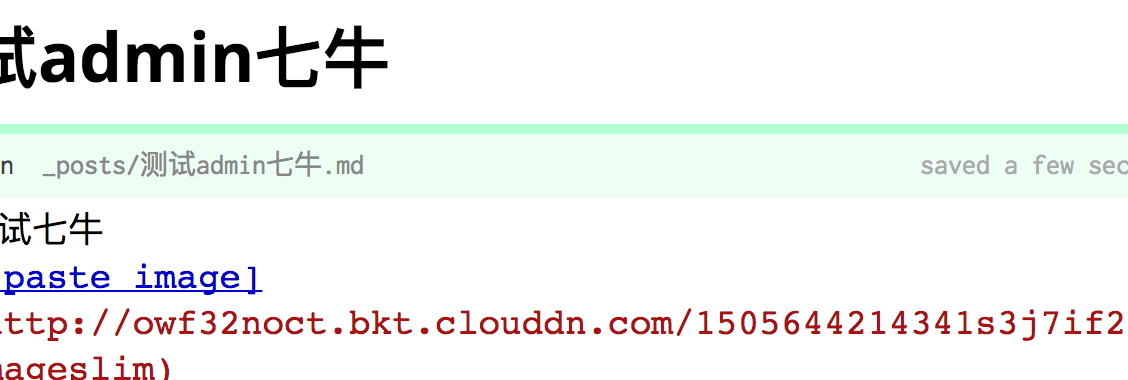 试admin七牛
n _posts/测试admin七牛.md saved a few sec
试七牛
paste image]
ttp://owf32noct.bkt.clouddn.com/1505644214341s3j7if2
mageslim)